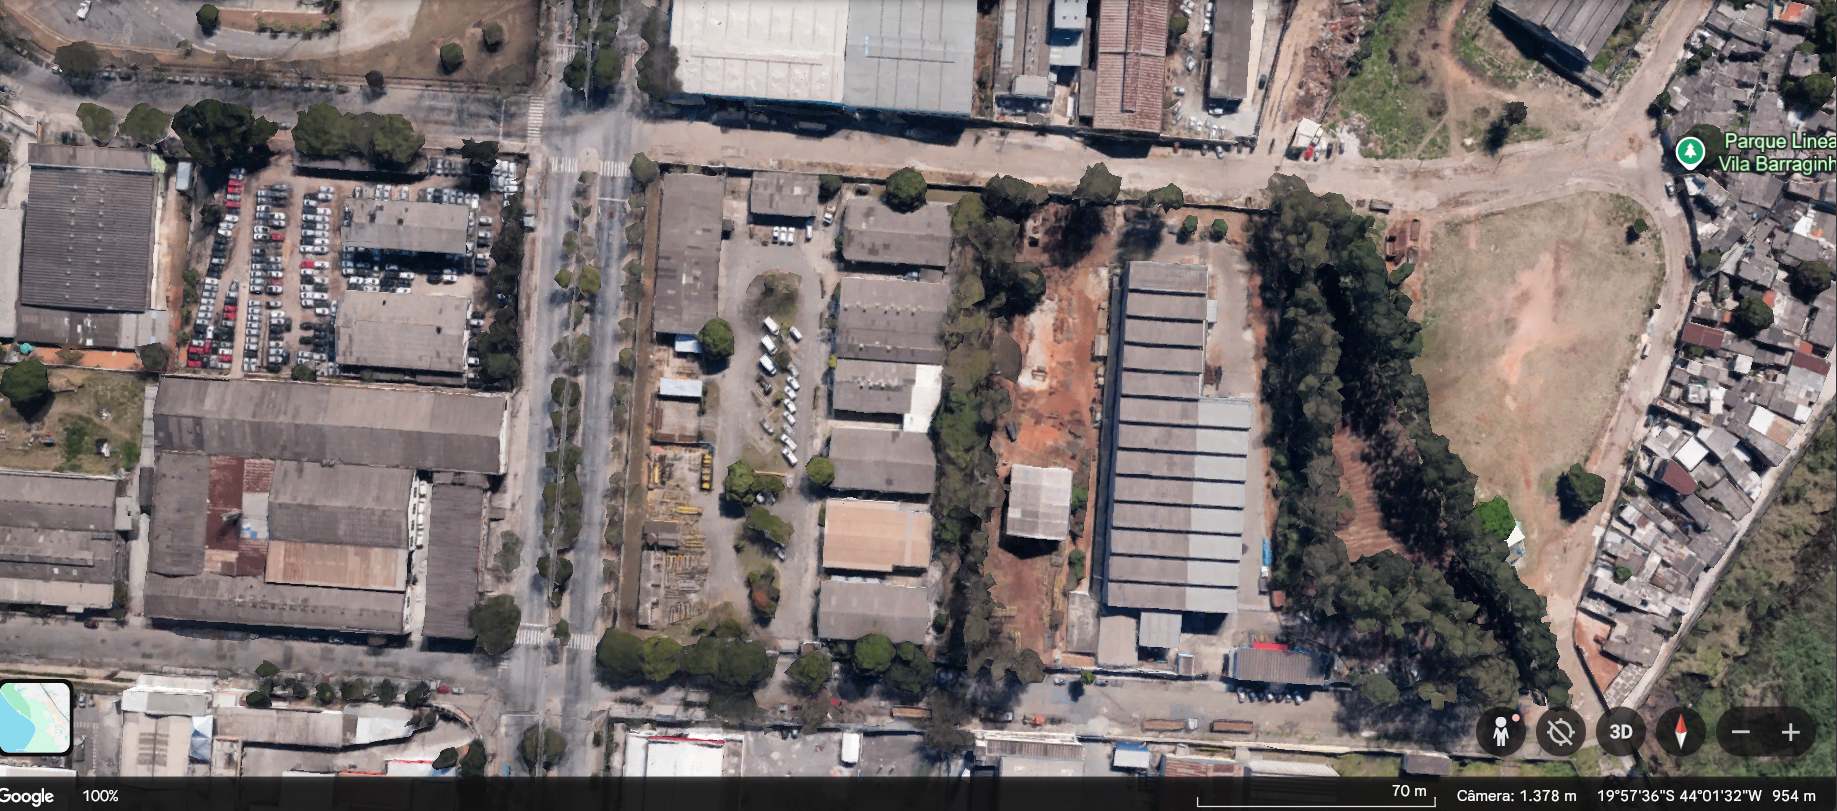 Parque Linea
Vila Barraginh
3D
Google
100%
70 m
Câmera: 1.378 m
19°57'36"S 44°01'32"W
954 m